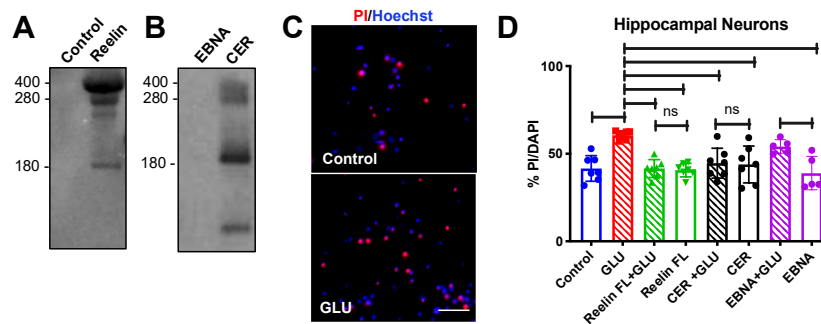 A
Control
Reelin
400 -
280 -
180 -
B
EBNA
CER
400 -
280 -
180 -
C
PI/Hoechst
Control
GLU
D
Hippocampal Neurons
ns
ns
% PI/DAPI
100
50
0
Control
GLU
Reelin FL+GLU
Reelin FL
CER +GLU
CER
EBNA+GLU
EBNA